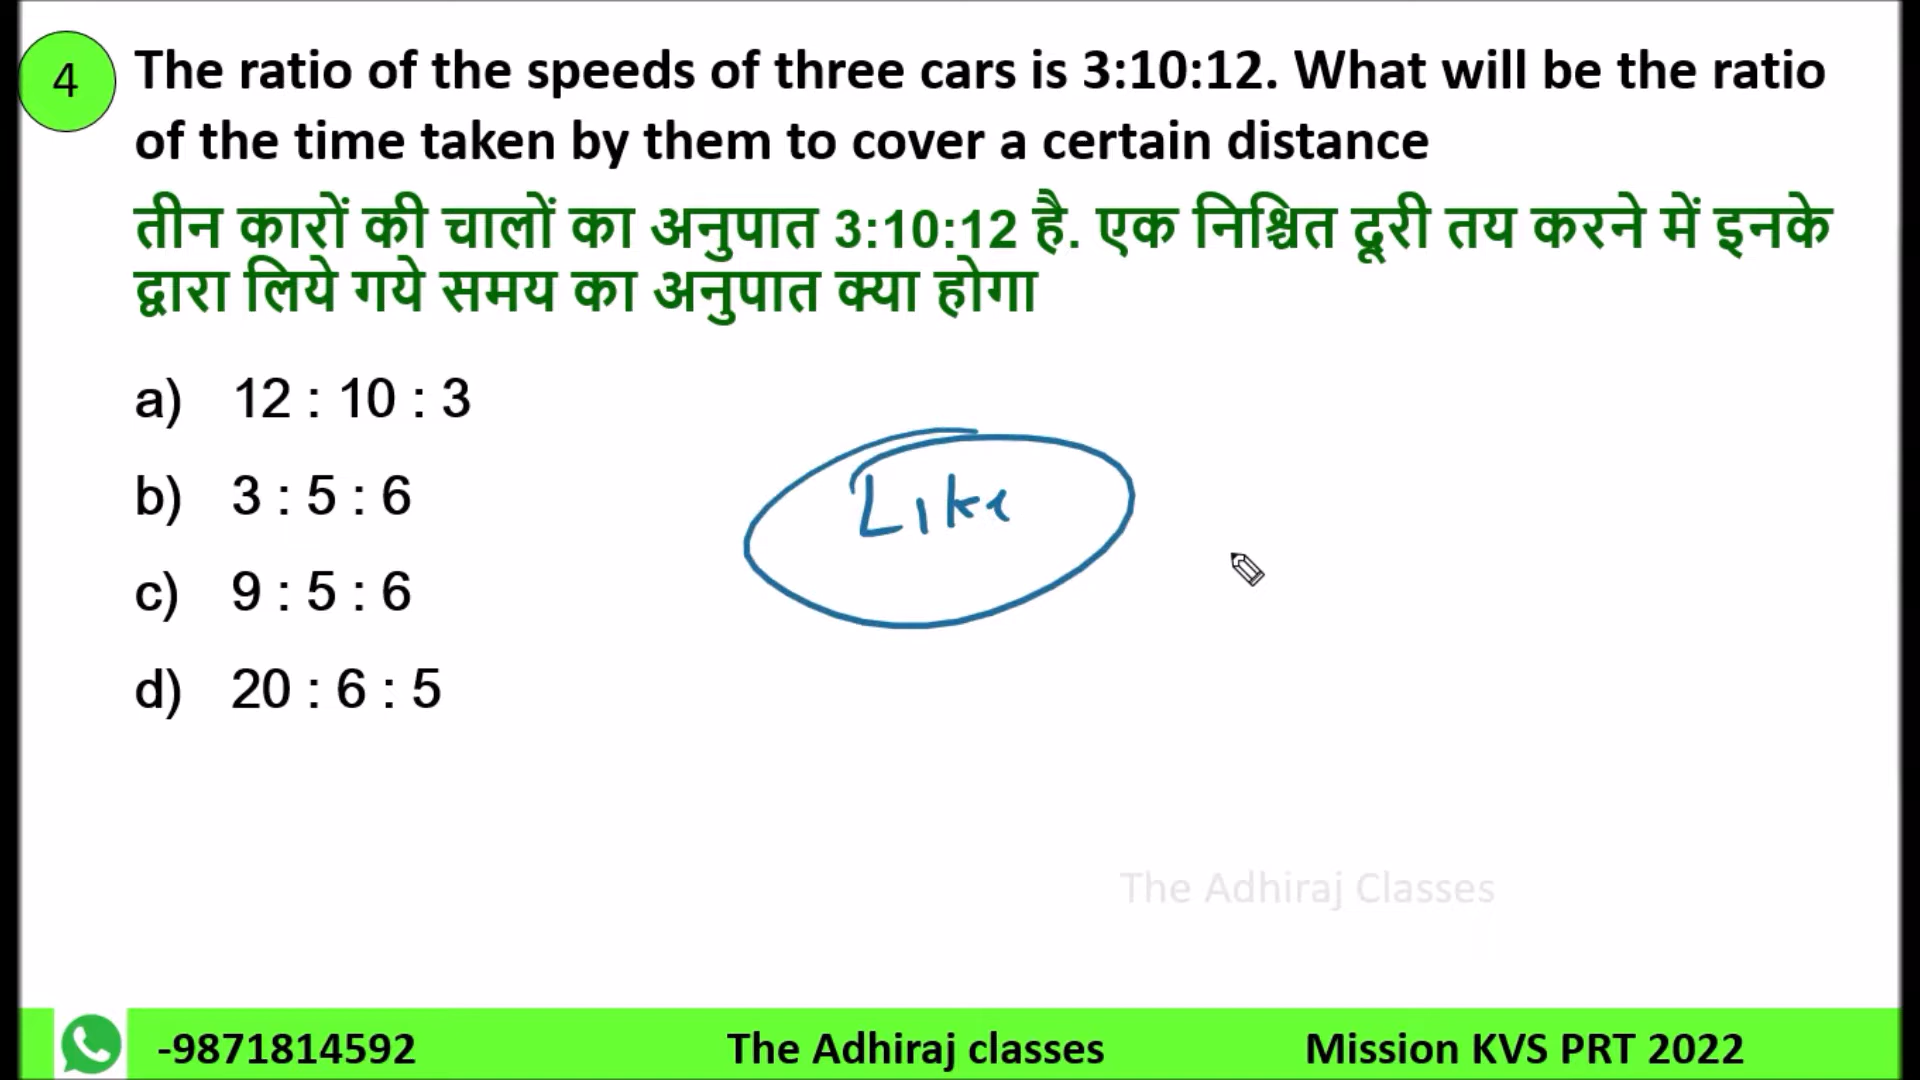 4
The ratio of the speeds of three cars is 3:10:12. What will be the ratio
of the time taken by them to cover a certain distance
तीन कारों की चालों का अनुपात 3:10:12 है. एक निश्चित दूरी तय करने में इनके
द्वारा लिये गये समय का अनुपात क्या होगा
a) 12 : 10 : 3
b) 3 : 5 : 6
c) 9 : 5 : 6
d) 20 : 6 : 5
Like
The Adhiraj Classes
-9871814592 The Adhiraj classes Mission KVS PRT 2022